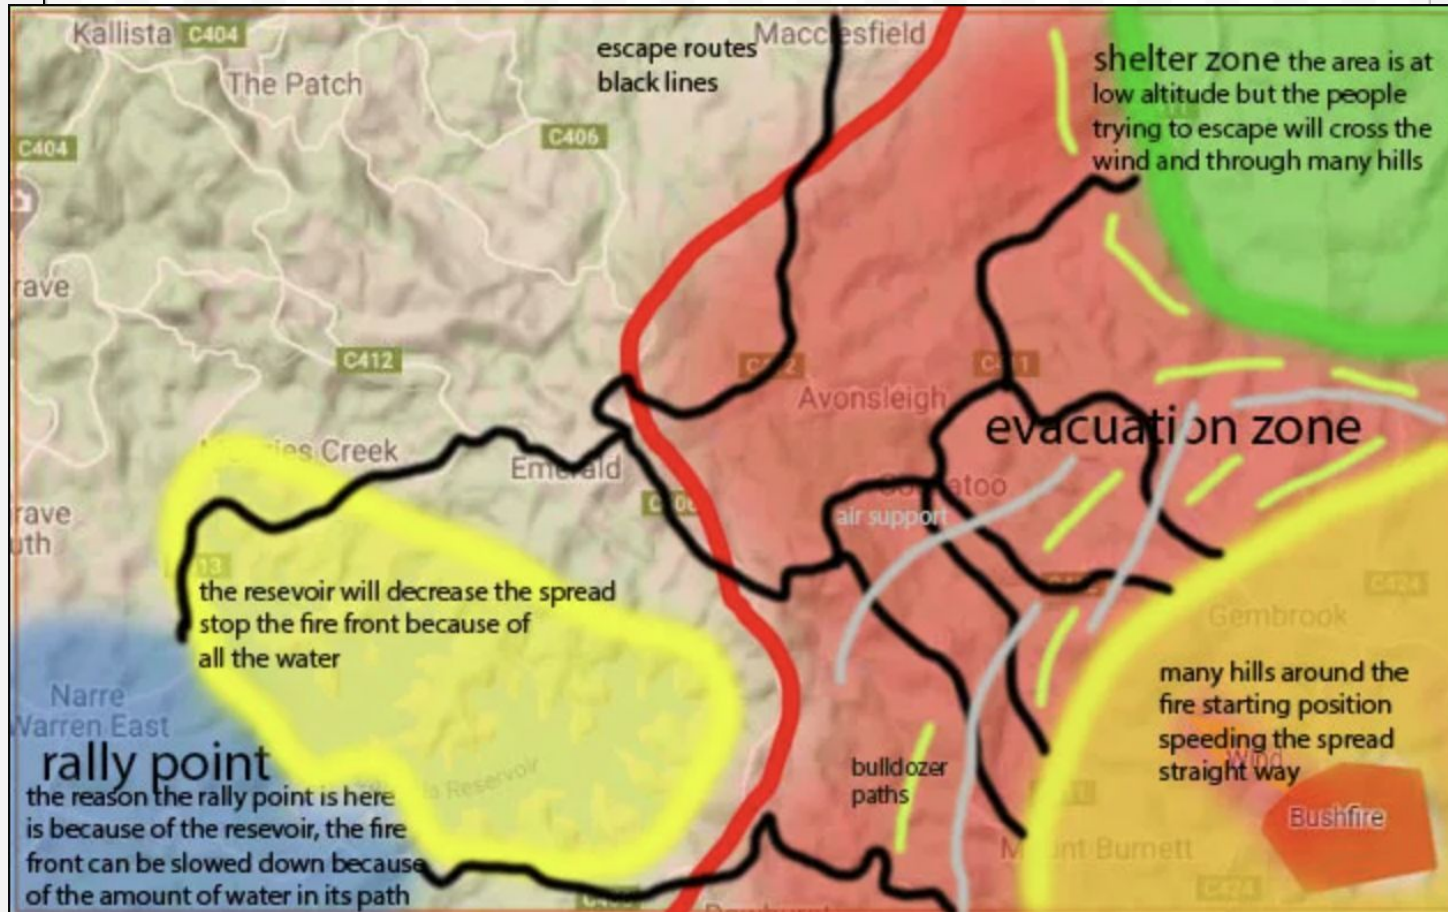 Kallista C404
The Patch
C404
C406
escape routes
black lines
Macclesfield
shelter zone the area is at
low altitude but the people
trying to escape will cross the
wind and through many hills
rave
C412
Avonsleigh
evacuation zone
Creek
Emerald
rave
uth
air support
the resevoir will decrease the spread
stop the fire front because of
all the water
C424
Gembrook
many hills around the
fire starting position
speeding the spread
straight way
Wind
Bushfire
Narre
Warren East
rally point
the reason the rally point is here
is because of the resevoir, the fire
front can be slowed down because
of the amount of water in its path
Reservoir
bulldozer
paths
Mount Burnett
C424